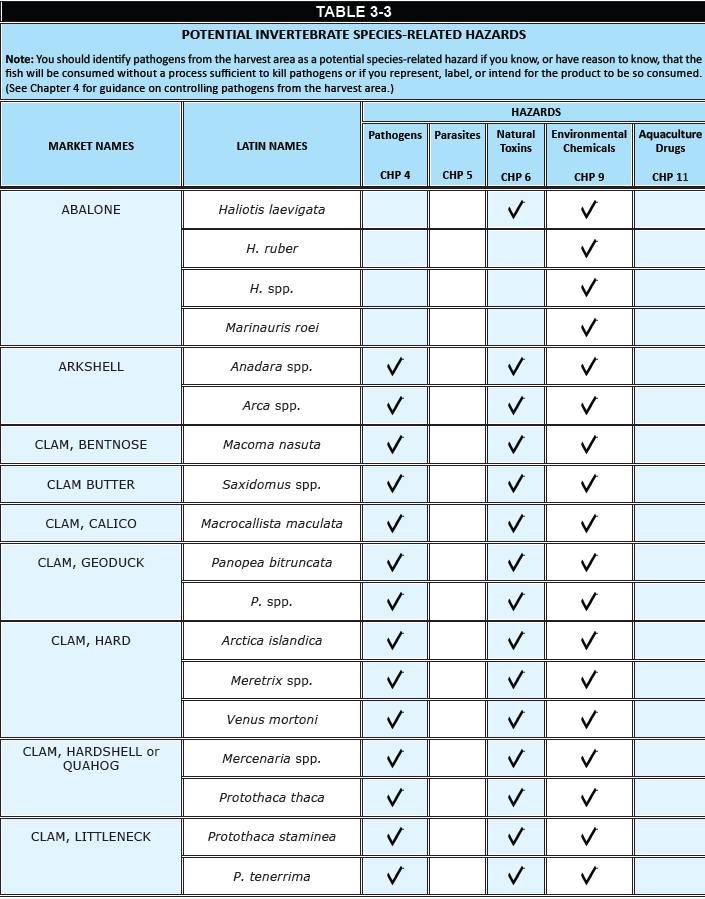 TABLE 3-3
POTENTIAL INVERTEBRATE SPECIES-RELATED HAZARDS
Note: You should identify pathogens from the harvest area as a potential species-related hazard if you know, or have reason to know, that the
fish will be consumed without a process sufficient to kill pathogens or if you represent, label, or intend for the product to be so consumed.
(See Chapter 4 for guidance on controlling pathogens from the harvest area.)
MARKET NAMES LATIN NAMES HAZARDS
Pathogens Parasites Natural Environmental Aquaculture
Toxins Chemicals Drugs
CHP 4 CHP 5 CHP 6 CHP 9 CHP 11
ABALONE Haliotis laevigata ✓ ✓
H. ruber ✓
H. spp. ✓
Marinauris roei ✓
ARKSHELL Anadara spp. ✓ ✓ ✓
Arca spp. ✓ ✓ ✓
CLAM, BENTNOSE Macoma nasuta ✓ ✓ ✓
CLAM BUTTER Saxidomus spp. ✓ ✓ ✓
CLAM, CALICO Macrocallista maculata ✓ ✓ ✓
CLAM, GEODUCK Panopea bitruncata ✓ ✓ ✓
P. spp. ✓ ✓ ✓
CLAM, HARD Arctica islandica ✓ ✓ ✓
Meretrix spp. ✓ ✓ ✓
Venus mortoni ✓ ✓ ✓
CLAM, HARDSHELL or
QUAHOG Mercenaria spp. ✓ ✓ ✓
Protothaca thaca ✓ ✓ ✓
CLAM, LITTLENECK Protothaca staminea ✓ ✓ ✓
P. tenerrima ✓ ✓ ✓